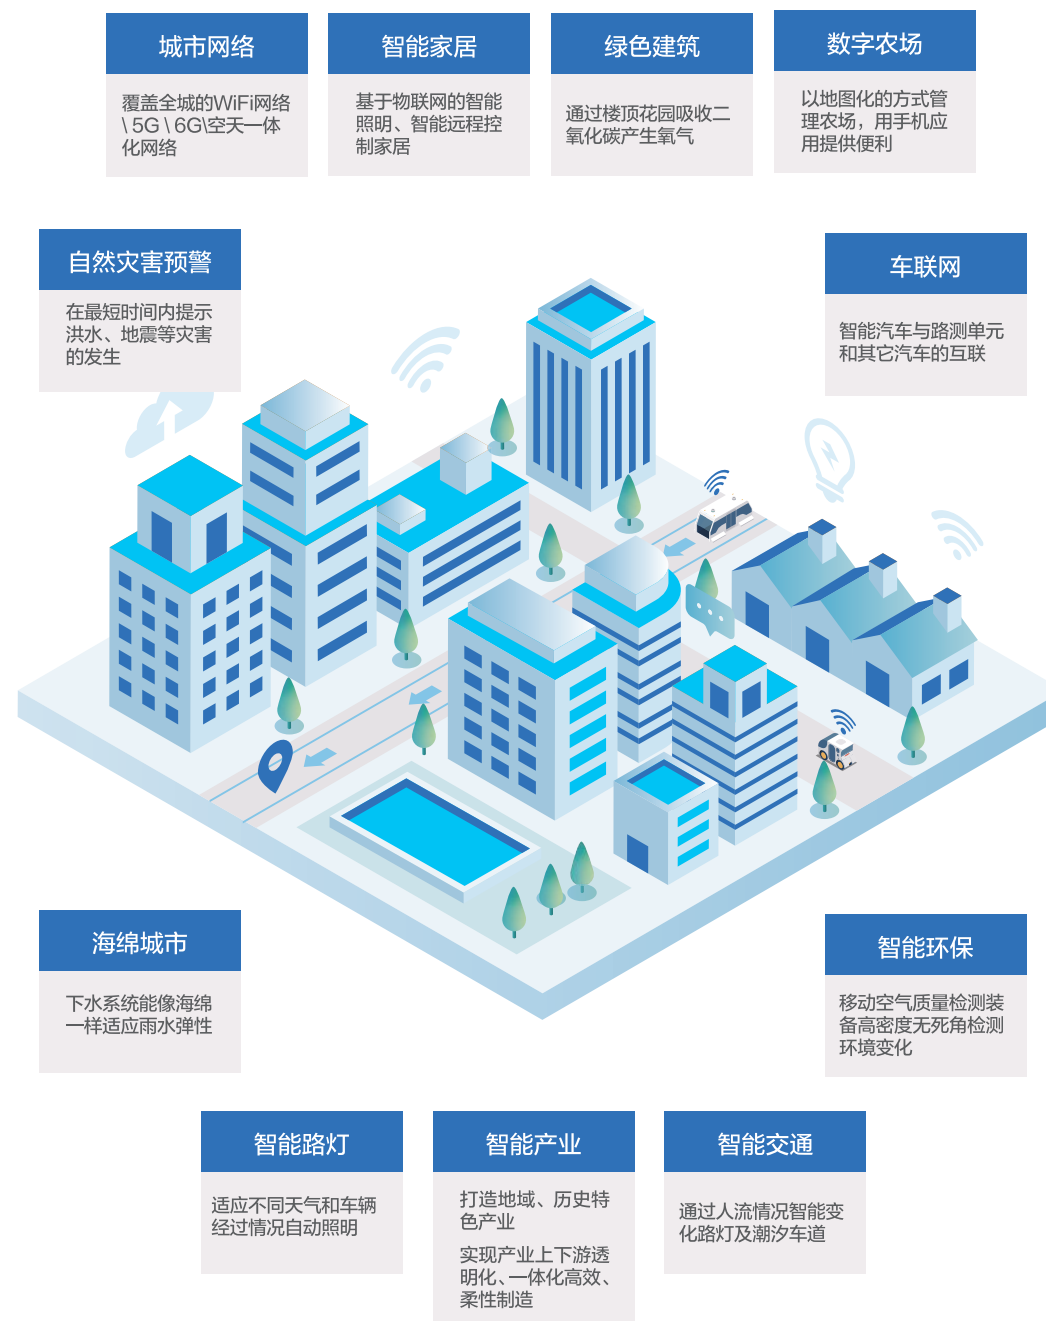 城市网络
覆盖全城的WiFi网络
\ 5G \ 6G\空天一体
化网络
智能家居
基于物联网的智能
照明、智能远程控
制家居
绿色建筑
通过楼顶花园吸收二
氧化碳产生氧气
数字农场
以地图化的方式管
理农场，用手机应
用提供便利
自然灾害预警
在最短时间内提示
洪水、地震等灾害
的发生
车联网
智能汽车与路测单元
和其它汽车的互联
海绵城市
下水系统能像海绵
一样适应雨水弹性
智能环保
移动空气质量检测装
备高密度无死角检测
环境变化
智能路灯
适应不同天气和车辆
经过情况自动照明
智能产业
打造地域、历史特
色产业
实现产业上下游透
明化、一体化高效、
柔性制造
智能交通
通过人流情况智能变
化路灯及潮汐车道